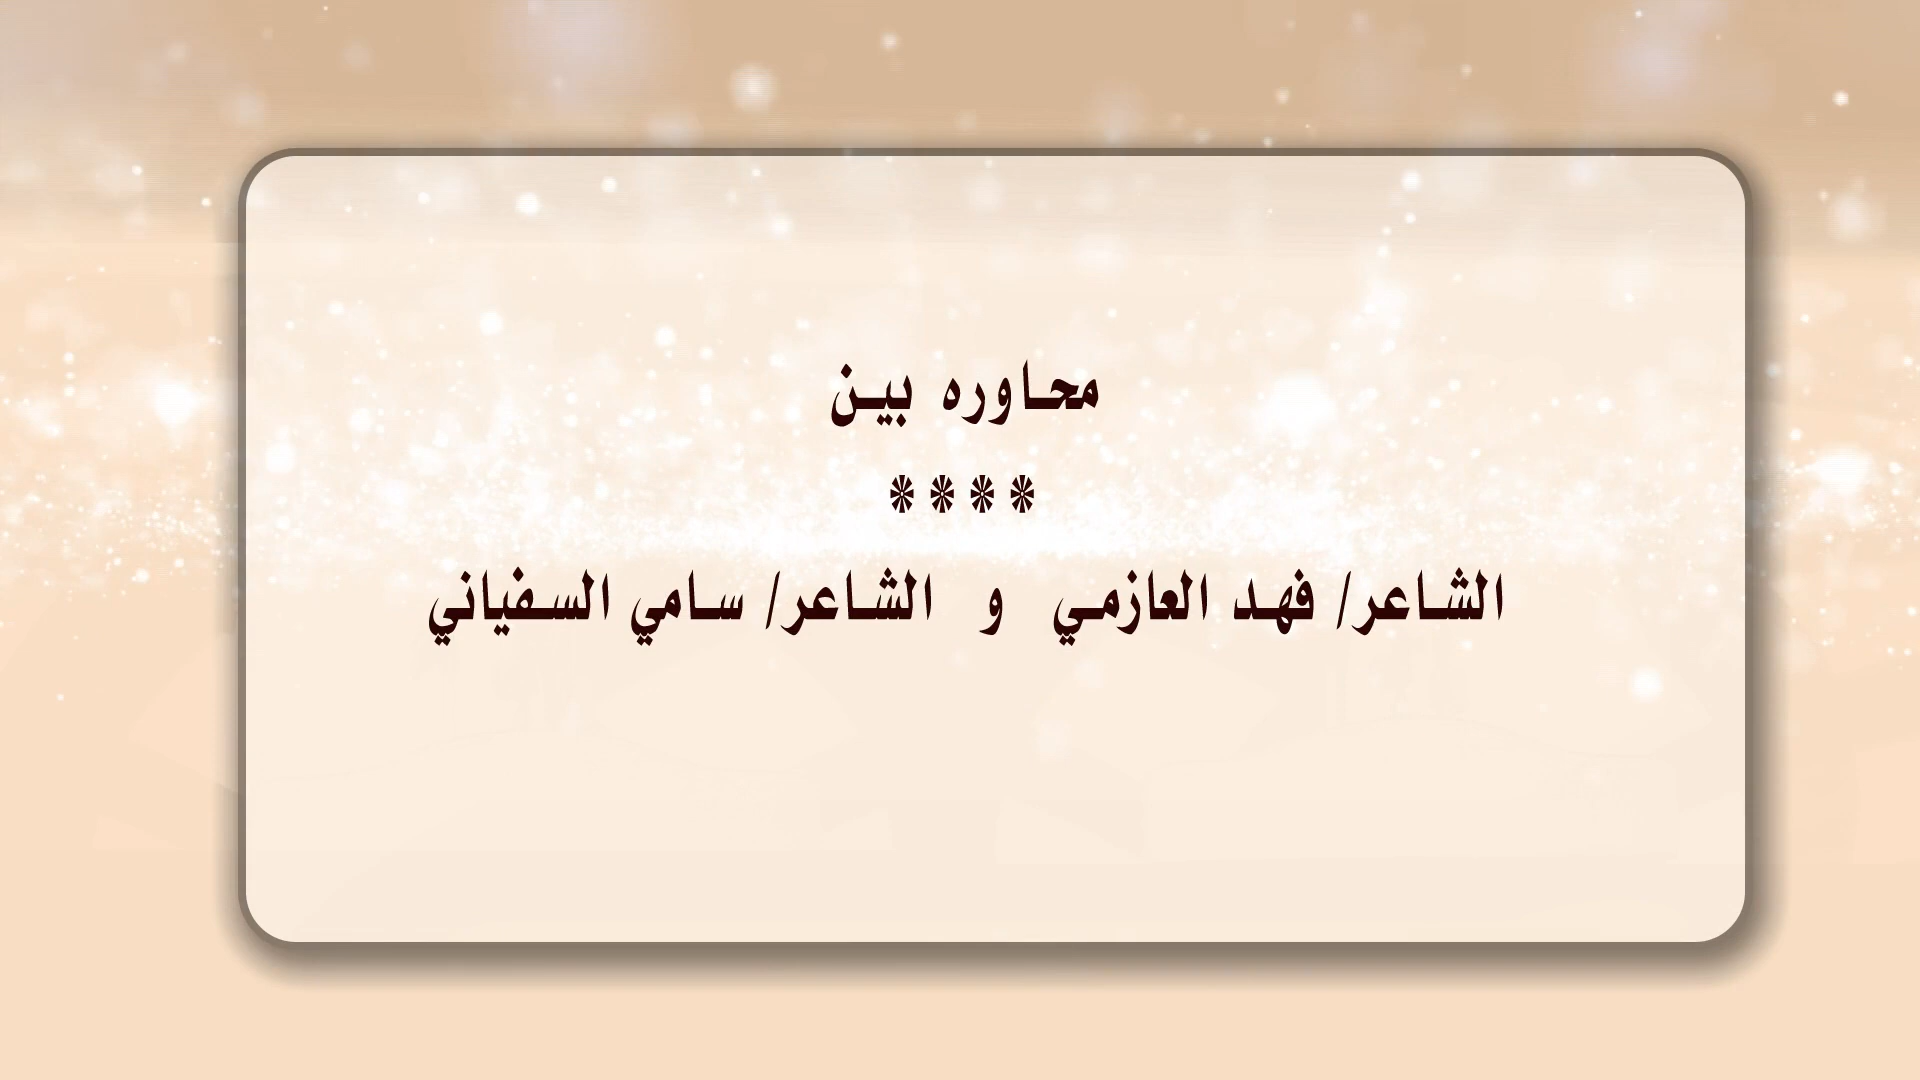 محاوره بين
****
الشاعر/ فهد العازمي و الشاعر/ سامي السفياني